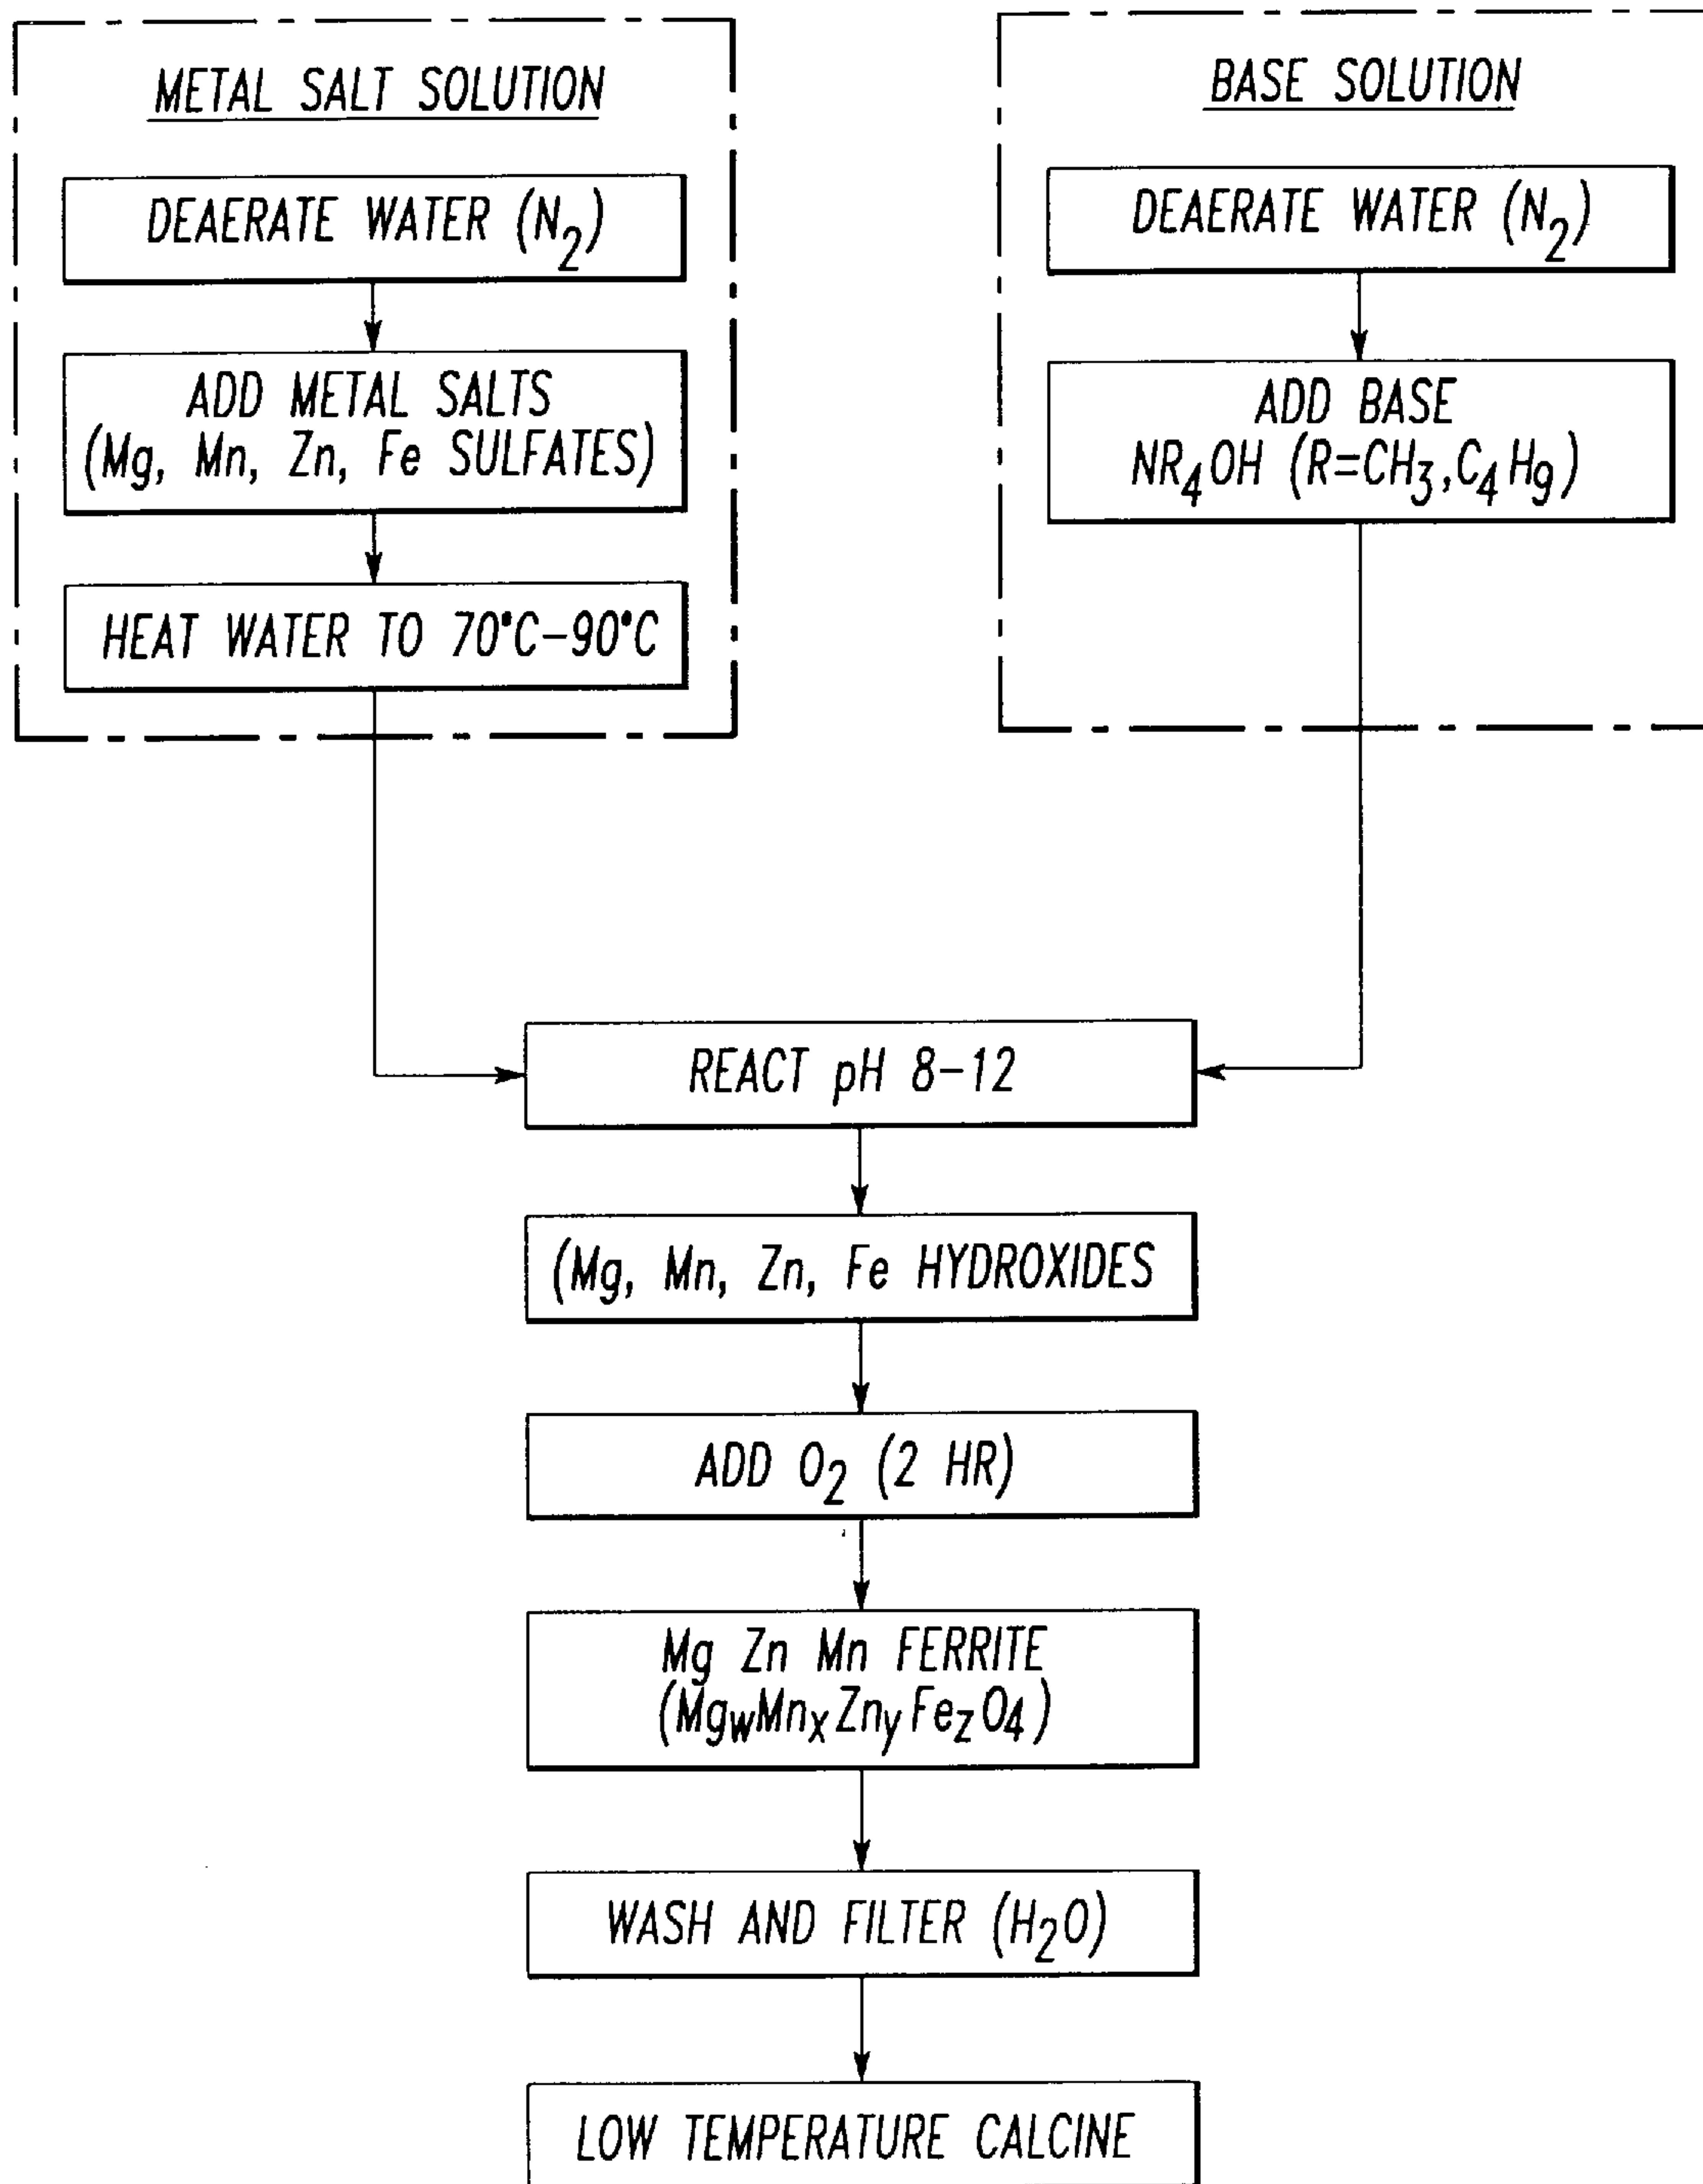 METAL SALT SOLUTION
DEAERATE WATER (N2)
ADD METAL SALTS
(Mg, Mn, Zn, Fe SULFATES)
HEAT WATER TO 70°C-90°C
BASE SOLUTION
DEAERATE WATER (N2)
ADD BASE
NR4OH (R=CH3,C4H9)
REACT pH 8-12
(Mg, Mn, Zn, Fe HYDROXIDES
ADD O2 (2 HR)
Mg Zn Mn FERRITE
(MgwMnxZnyFezO4)
WASH AND FILTER (H2O)
LOW TEMPERATURE CALCINE